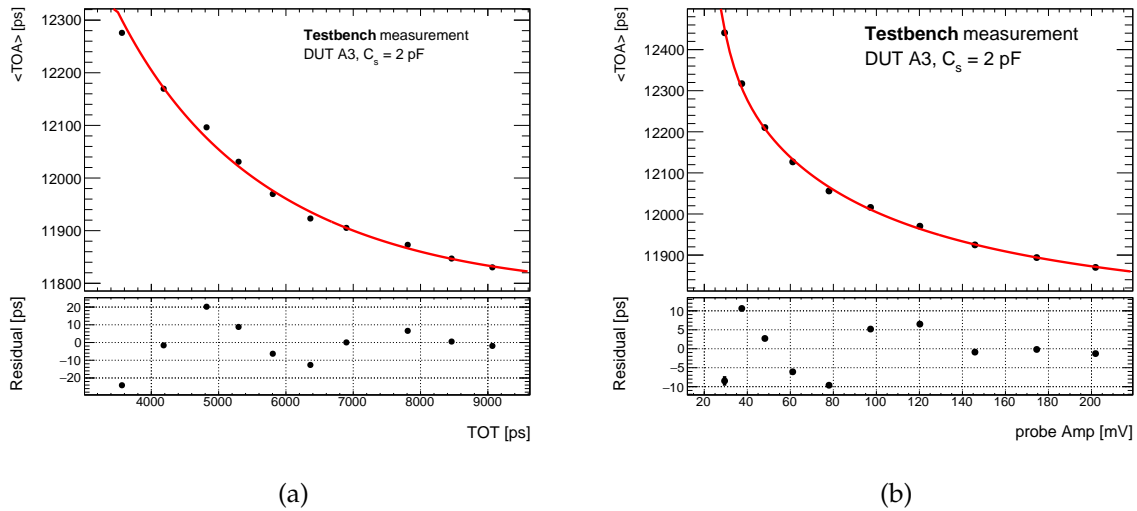 <TOA> [ps]
12300
12200
12100
12000
11900
11800
Testbench measurement
DUT A3, Cs = 2 pF
Residual [ps]
20
10
0
−10
−20
4000 5000 6000 7000 8000 9000
TOT [ps]
(a)
<TOA> [ps]
12400
12300
12200
12100
12000
11900
Testbench measurement
DUT A3, Cs = 2 pF
Residual [ps]
10
5
0
−5
−10
20 40 60 80 100 120 140 160 180 200
probe Amp [mV]
(b)